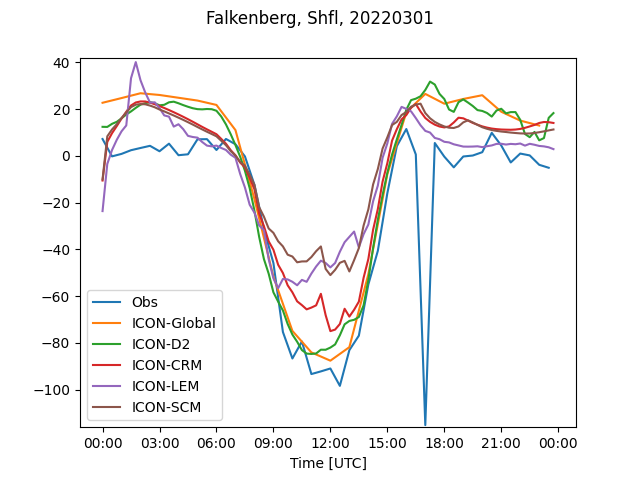 Falkenberg, Shfl, 20220301
40
20
0
−20
−40
−60
−80
−100
Obs
ICON-Global
ICON-D2
ICON-CRM
ICON-LEM
ICON-SCM
00:00 03:00 06:00 09:00 12:00 15:00 18:00 21:00 00:00
Time [UTC]